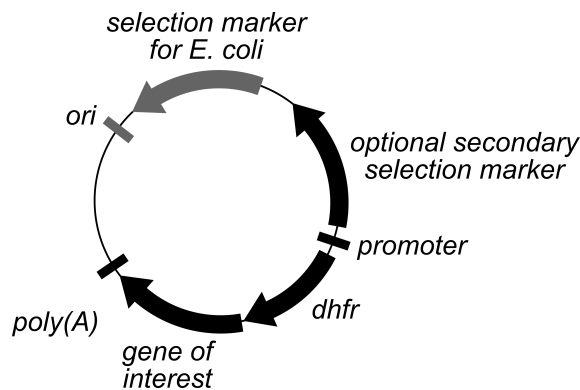 selection marker
for E. coli
ori
optional secondary
selection marker
promoter
dhfr
poly(A)
gene of
interest